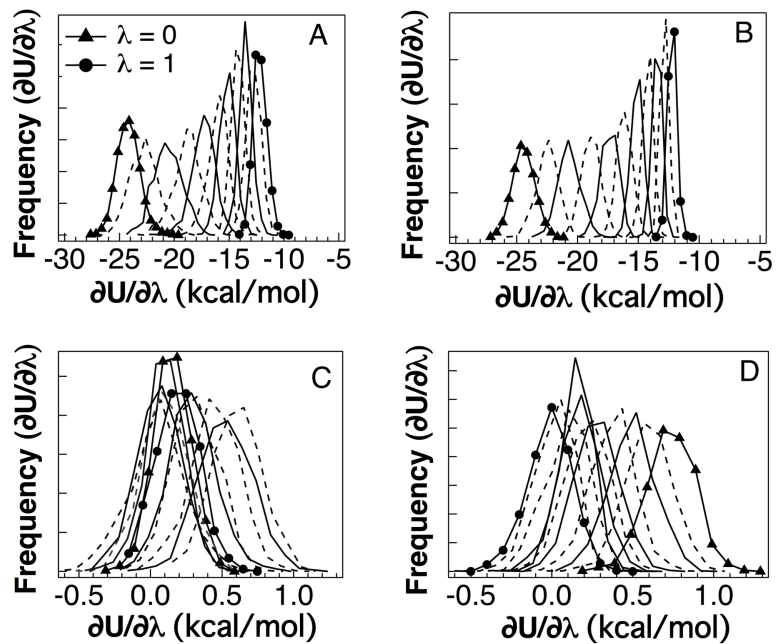 λ = 0
λ = 1
A
Frequency (∂U/∂λ)
-30 -25 -20 -15 -10 -5
∂U/∂λ (kcal/mol)
B
Frequency (∂U/∂λ)
-30 -25 -20 -15 -10 -5
∂U/∂λ (kcal/mol)
C
Frequency (∂U/∂λ)
-0.5 0.0 0.5 1.0
∂U/∂λ (kcal/mol)
D
Frequency (∂U/∂λ)
-0.5 0.0 0.5 1.0
∂U/∂λ (kcal/mol)